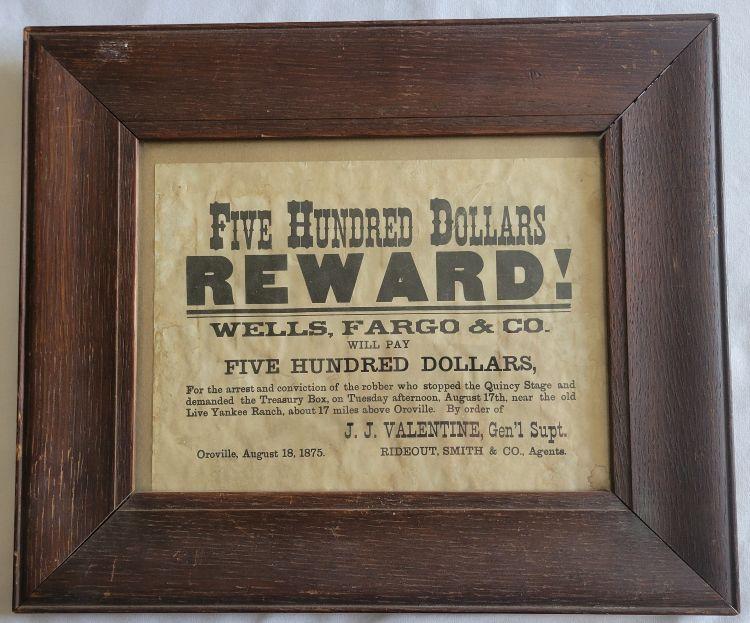 FIVE HUNDRED DOLLARS
REWARD!
WELLS, FARGO & CO.
WILL PAY
FIVE HUNDRED DOLLARS,
For the arrest and conviction of the robber who stopped the Quincy Stage and
demanded the Treasury Box, on Tuesday afternoon, August 17th, near the old
Live Yankee Ranch, about 17 miles above Oroville. By order of
J. J. VALENTINE, Gen'l Supt.
Oroville, August 18, 1875. RIDEOUT, SMITH & CO., Agents.